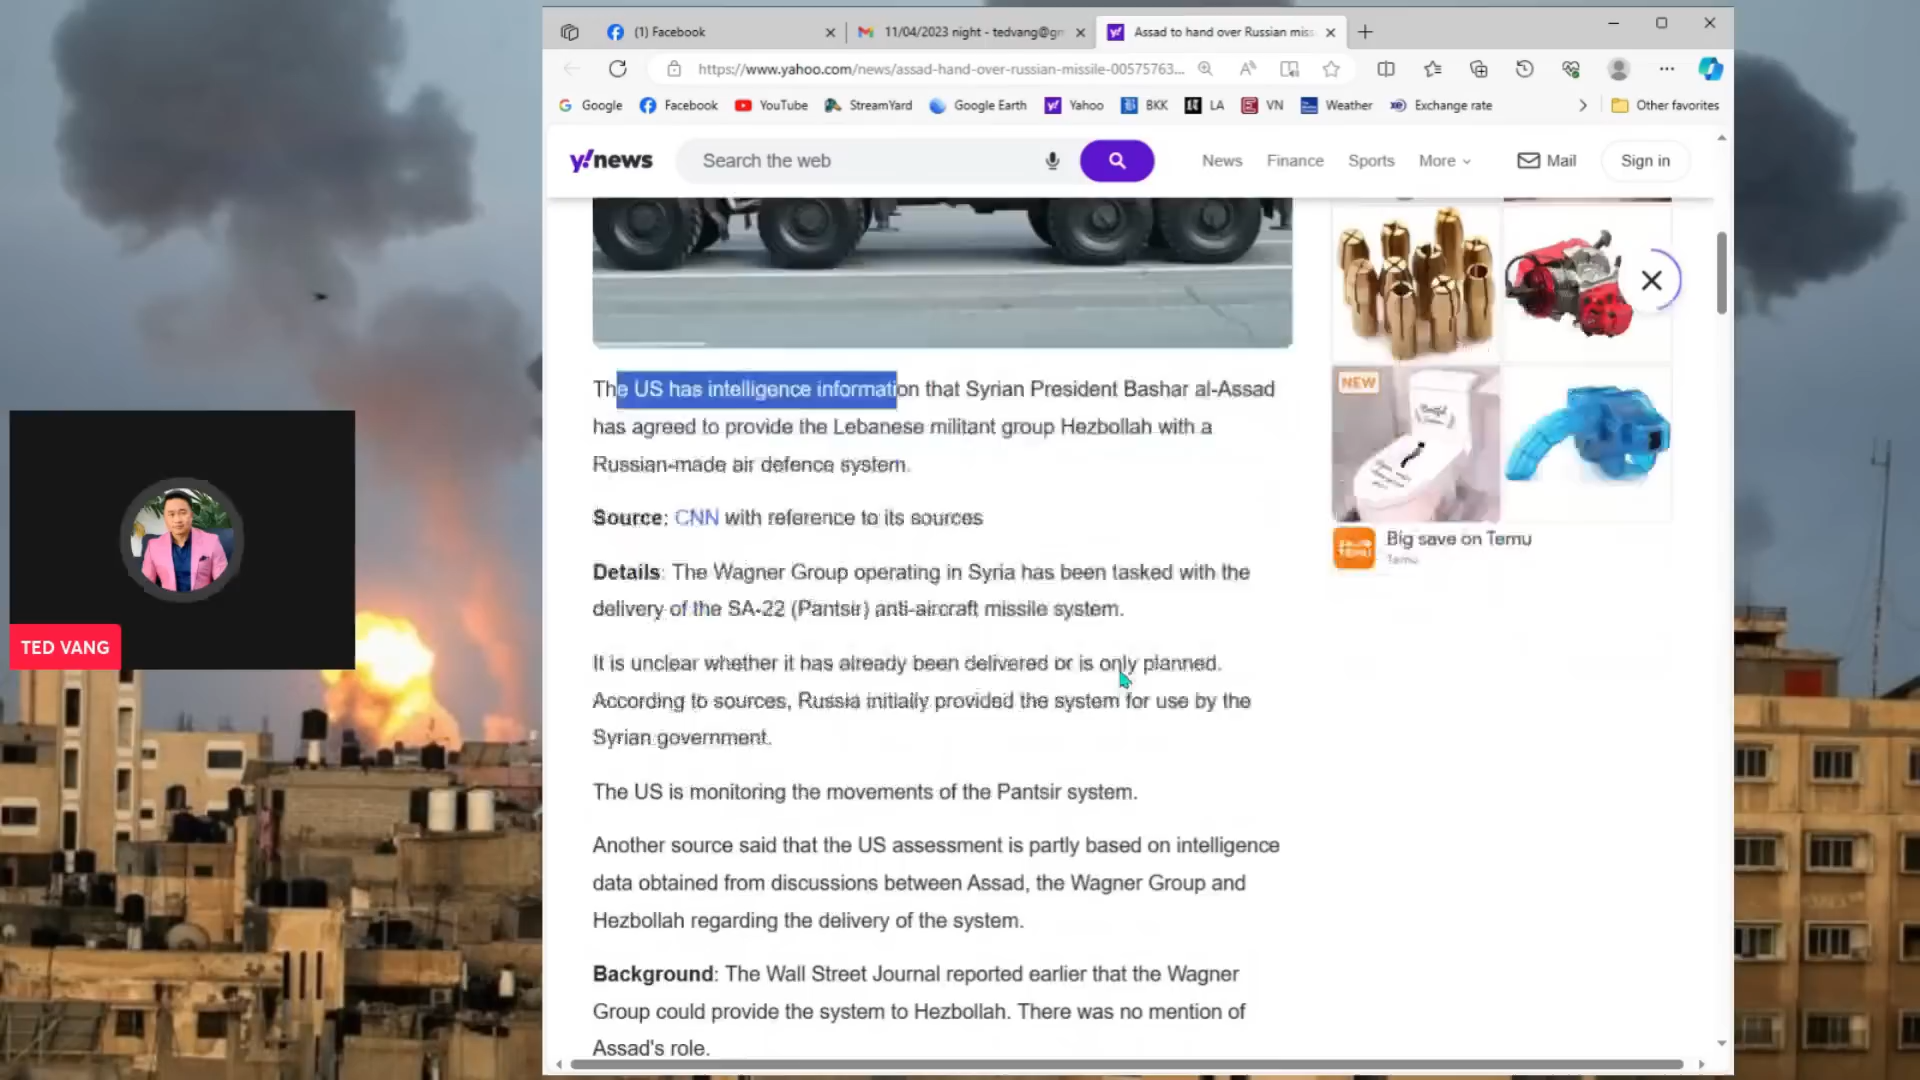 (1) Facebook
11/04/2023 night - tedvang@gm
Assad to hand over Russian miss
https://www.yahoo.com/news/assad-hand-over-russian-missile-00575763...
Google
Facebook
YouTube
StreamYard
Google Earth
Yahoo
BKK
LA
VN
Weather
Exchange rate
Other favorites
y!news
Search the web
News
Finance
Sports
More
Mail
Sign in
The US has intelligence information that Syrian President Bashar al-Assad
has agreed to provide the Lebanese militant group Hezbollah with a
Russian-made air defence system.
Source: CNN with reference to its sources
Details: The Wagner Group operating in Syria has been tasked with the
delivery of the SA-22 (Pantsir) anti-aircraft missile system.
It is unclear whether it has already been delivered or is only planned.
According to sources, Russia initially provided the system for use by the
Syrian government.
The US is monitoring the movements of the Pantsir system.
Another source said that the US assessment is partly based on intelligence
data obtained from discussions between Assad, the Wagner Group and
Hezbollah regarding the delivery of the system.
Background: The Wall Street Journal reported earlier that the Wagner
Group could provide the system to Hezbollah. There was no mention of
Assad's role.
NEW
Big save on Temu
Temu
TED VANG